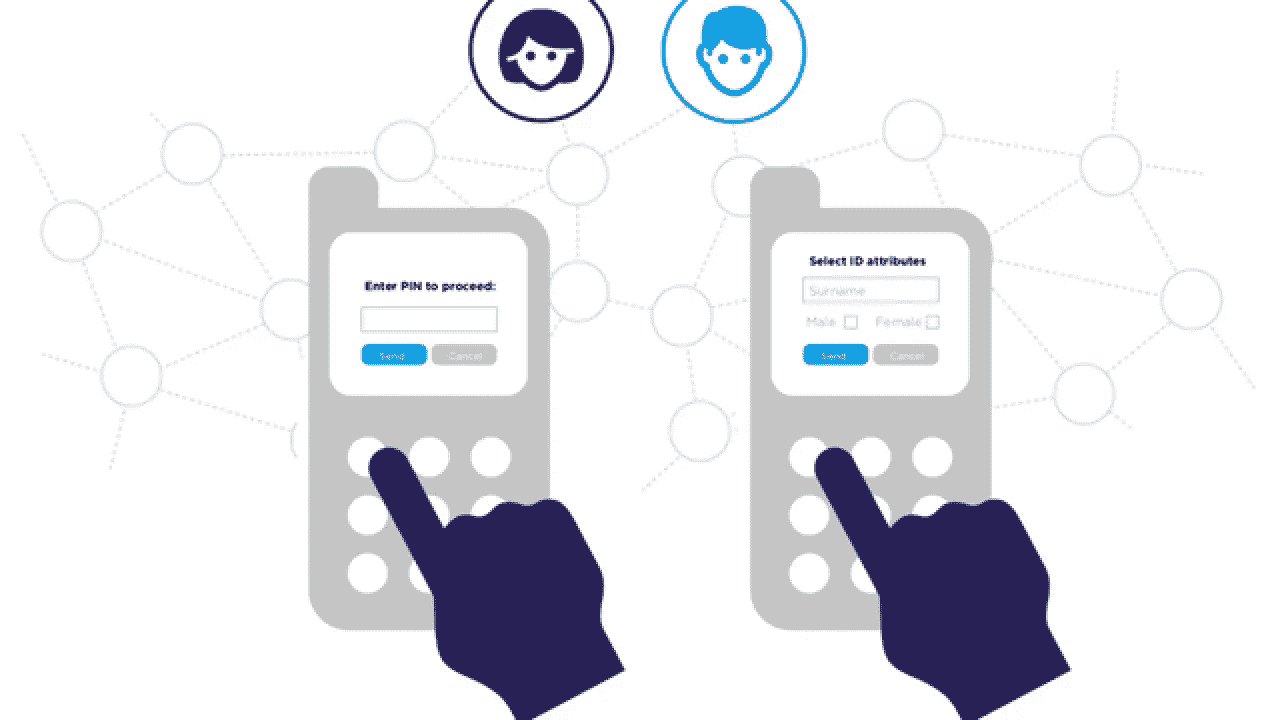 Enter PIN to proceed:
Send Cancel
Select ID attributes
Surname
Male Female
Send Cancel